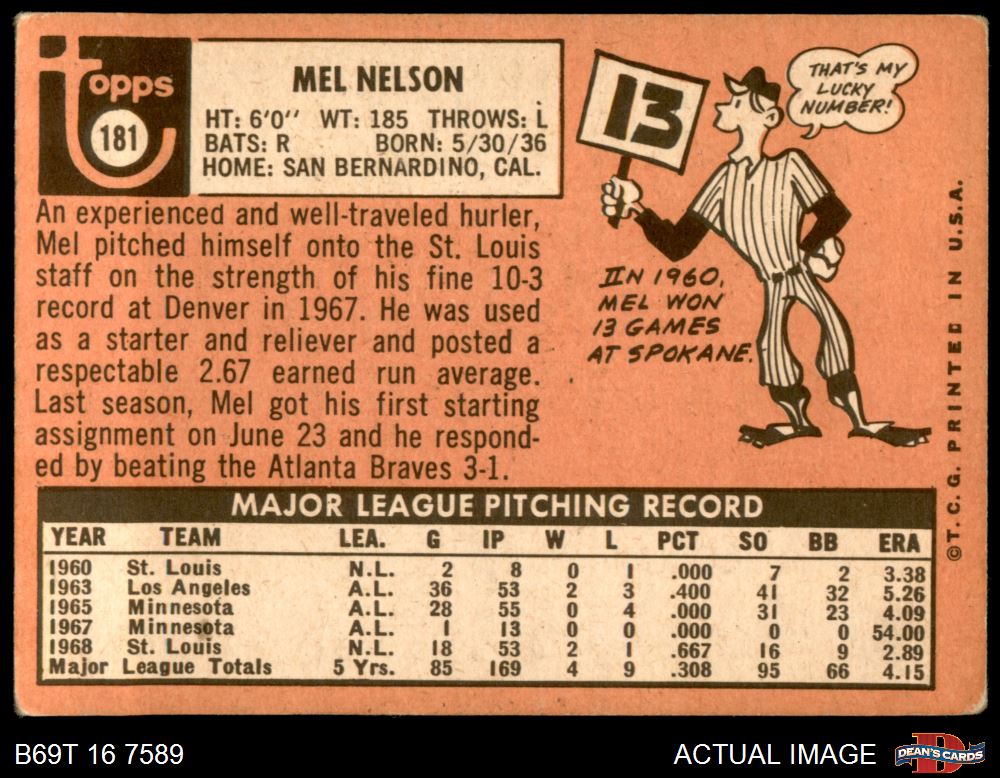 topps
181
MEL NELSON
HT: 6'0" WT: 185 THROWS: L
BATS: R BORN: 5/30/36
HOME: SAN BERNARDINO, CAL.
An experienced and well-traveled hurler,
Mel pitched himself onto the St. Louis
staff on the strength of his fine 10-3
record at Denver in 1967. He was used
as a starter and reliever and posted a
respectable 2.67 earned run average.
Last season, Mel got his first starting
assignment on June 23 and he respond-
ed by beating the Atlanta Braves 3-1.
13
THAT'S MY
LUCKY
NUMBER!
IN 1960,
MEL WON
13 GAMES
AT SPOKANE.
©T. C. G. PRINTED IN U.S.A.
MAJOR LEAGUE PITCHING RECORD
YEAR TEAM LEA. G IP W L PCT SO BB ERA
1960 St. Louis N.L. 2 8 0 1 .000 7 2 3.38
1963 Los Angeles A.L. 36 53 2 3 .400 41 32 5.26
1965 Minnesota A.L. 28 55 0 4 .000 31 23 4.09
1967 Minnesota A.L. 1 13 0 0 .000 0 0 54.00
1968 St. Louis N.L. 18 53 2 1 .667 16 9 2.89
Major League Totals 5 Yrs. 85 169 4 9 .308 95 66 4.15
B69T 16 7589
ACTUAL IMAGE
DEAN'S CARDS